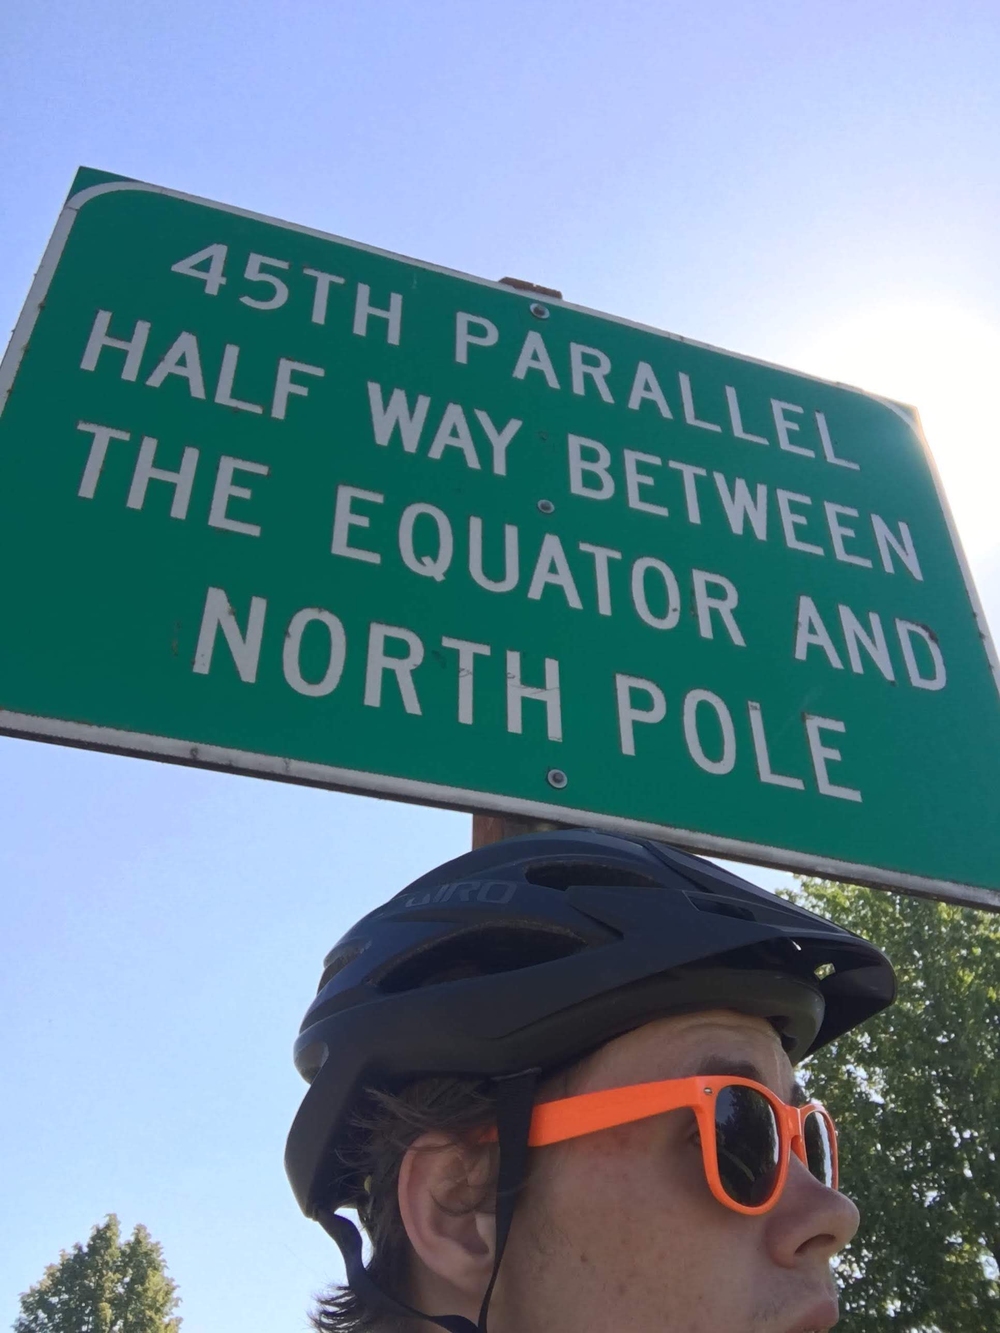 45TH PARALLEL
HALF WAY BETWEEN
THE EQUATOR AND
NORTH POLE
GIRO